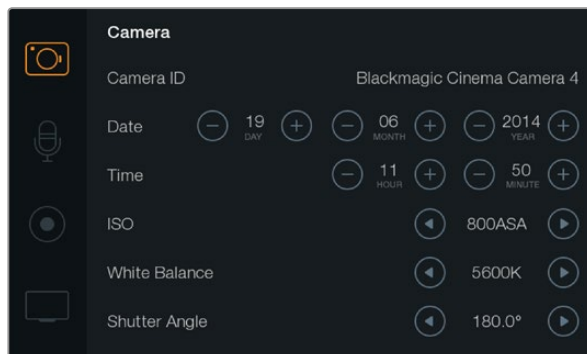 Camera
Camera ID Blackmagic Cinema Camera 4
Date − 19 + − 06 + − 2014 +
DAY MONTH YEAR
Time − 11 + − 50 +
HOUR MINUTE
ISO 800ASA
White Balance 5600K
Shutter Angle 180.0°